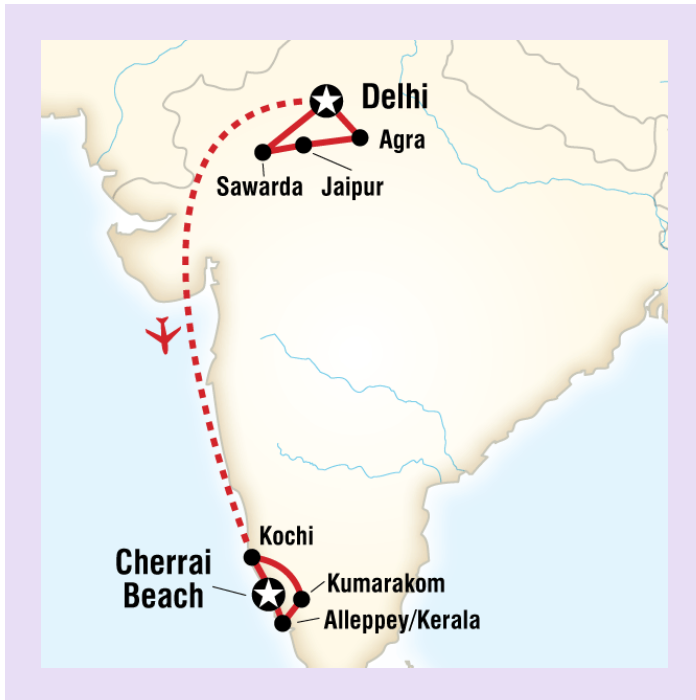 Delhi
Agra
Sawarda
Jaipur
Kochi
Cherrai
Beach
Kumarakom
Alleppey/Kerala